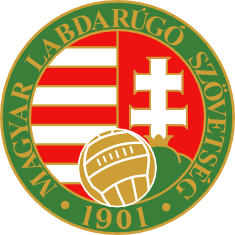 MAGYAR LABDARÚGÓ SZÖVETSÉG
· 1901 ·